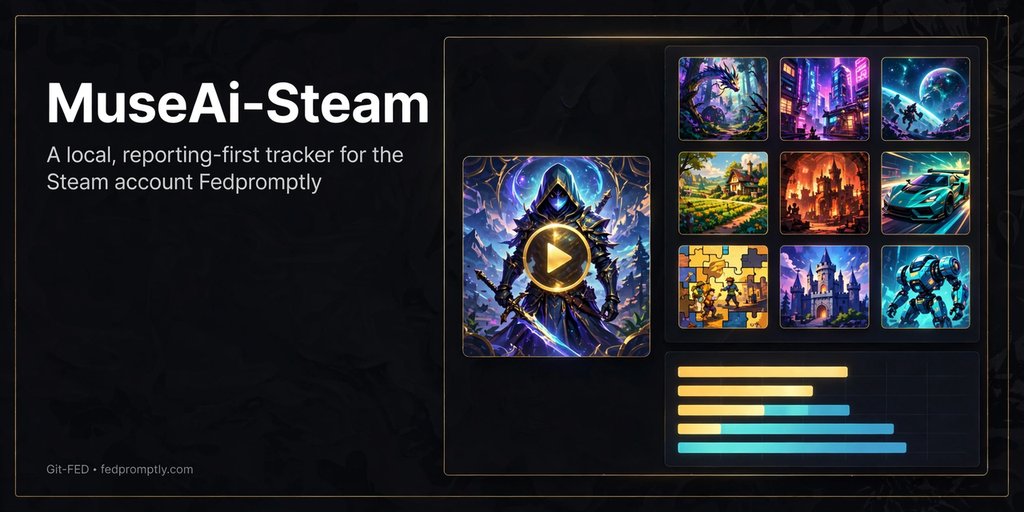 MuseAi-Steam
A local, reporting-first tracker for the
Steam account Fedpromptly
Git-FED • fedpromptly.com